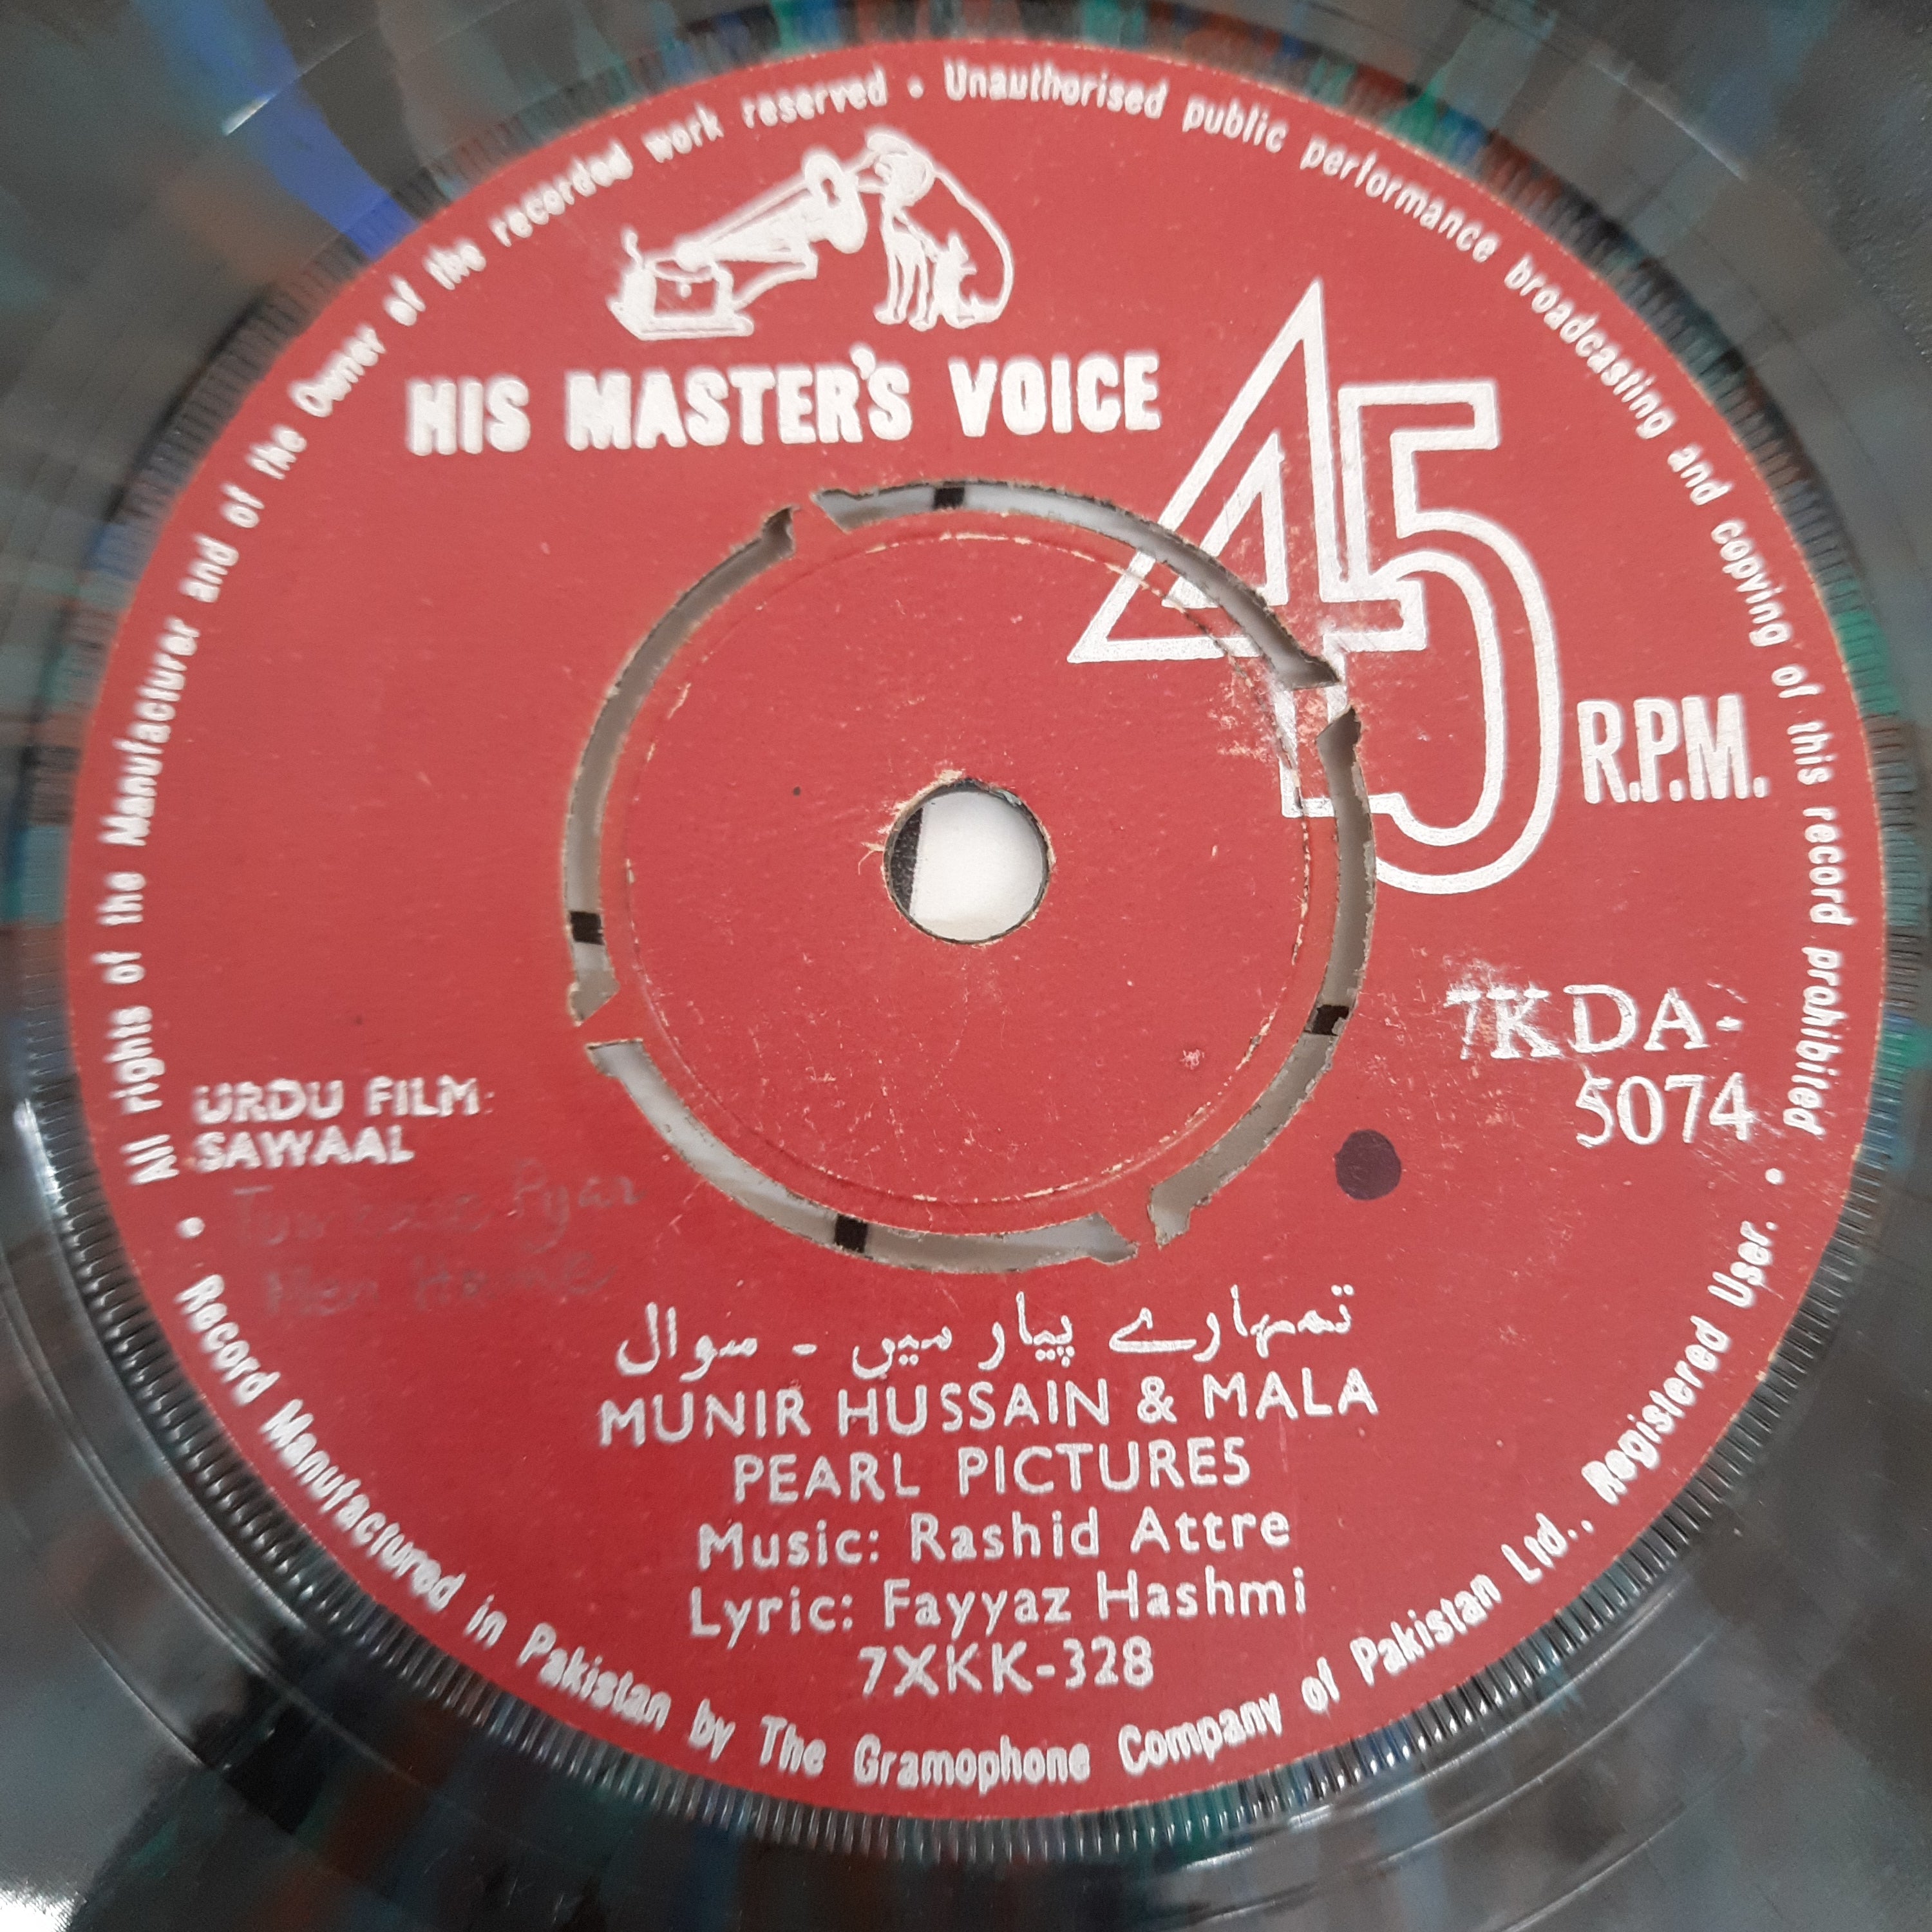 All rights of the Manufacturer and of the Owner of the recorded work reserved • Unauthorised public performance broadcasting and copying of this record prohibited
HIS MASTER'S VOICE
45 R.P.M.
7KDA-
5074
URDU FILM:
SAWAAL
Pyar
تمہارے پیار میں - سوال
MUNIR HUSSAIN & MALA
PEARL PICTURES
Music: Rashid Attre
Lyric: Fayyaz Hashmi
7XKK-328
• Record Manufactured in Pakistan by The Gramophone Company of Pakistan Ltd., Registered User. •